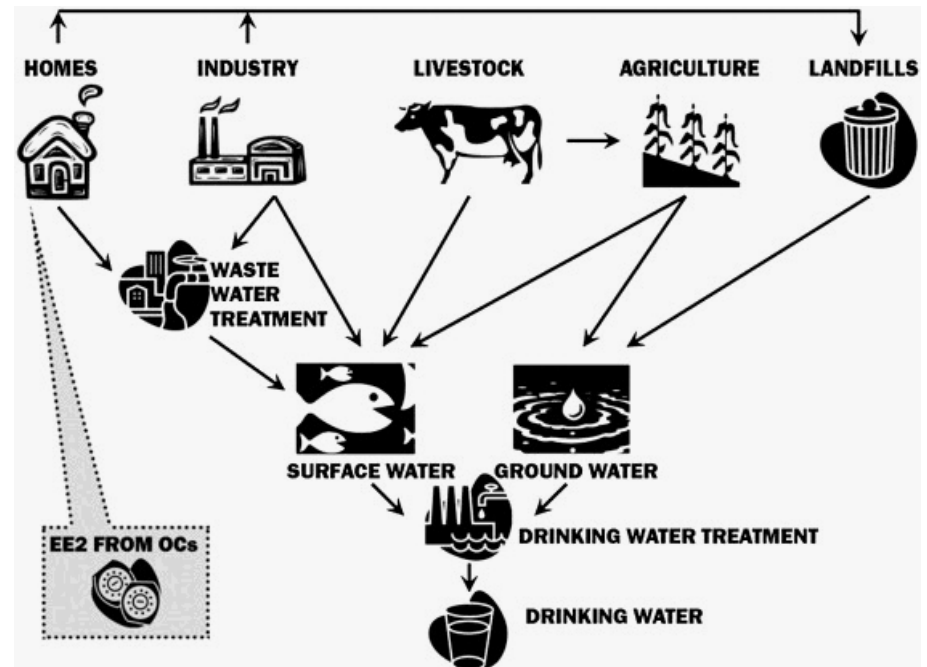 HOMES
INDUSTRY
LIVESTOCK
AGRICULTURE
LANDFILLS
WASTE
WATER
TREATMENT
SURFACE WATER
GROUND WATER
EE2 FROM OCs
DRINKING WATER TREATMENT
DRINKING WATER